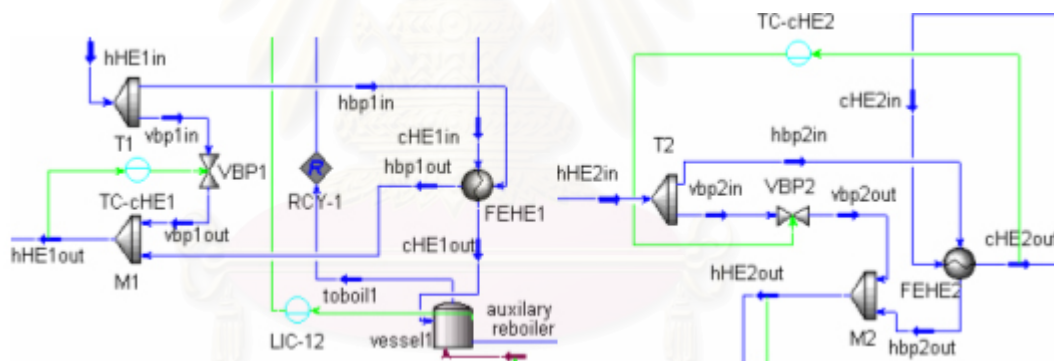 hHE1in
T1
vbp1in
hbp1in
VBP1
TC-cHE1
vbp1out
hHE1out
M1
R
RCY-1
cHE1in
hbp1out
FEHE1
cHE1out
toboil1
LIC-12
vessel1
auxilary
reboiler
TC-cHE2
cHE2in
T2
hbp2in
hHE2in
vbp2in
VBP2
vbp2out
cHE2out
FEHE2
hHE2out
M2
hbp2out